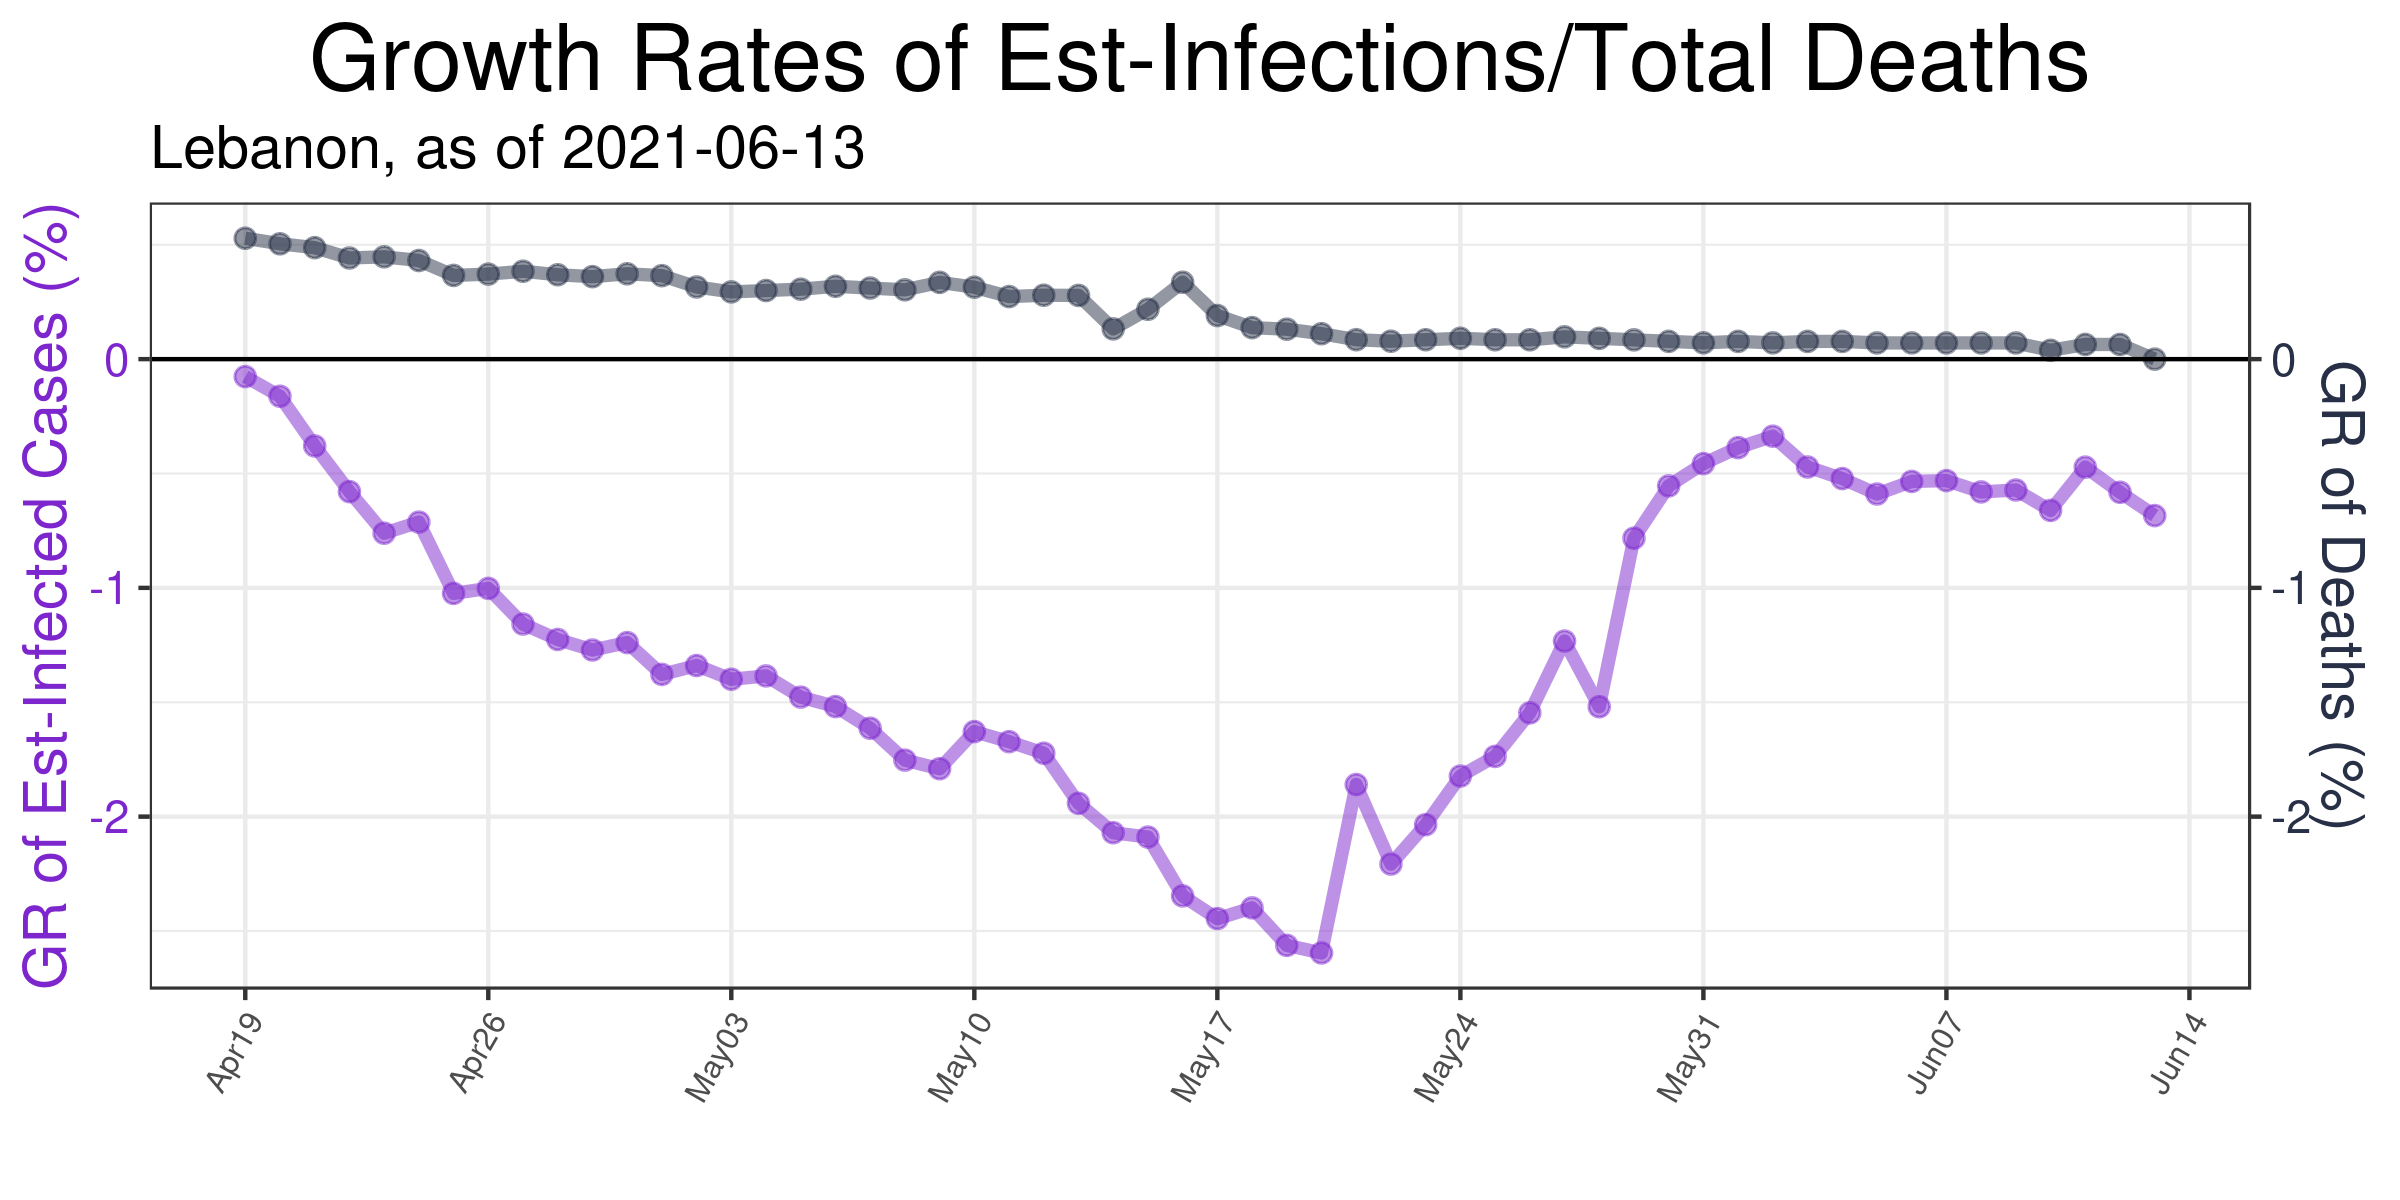 Growth Rates of Est-Infections/Total Deaths
Lebanon, as of 2021-06-13
GR of Est-Infected Cases (%)
0
-1
-2
0
-1
-2
GR of Deaths (%)
Apr19
Apr26
May03
May10
May17
May24
May31
Jun07
Jun14